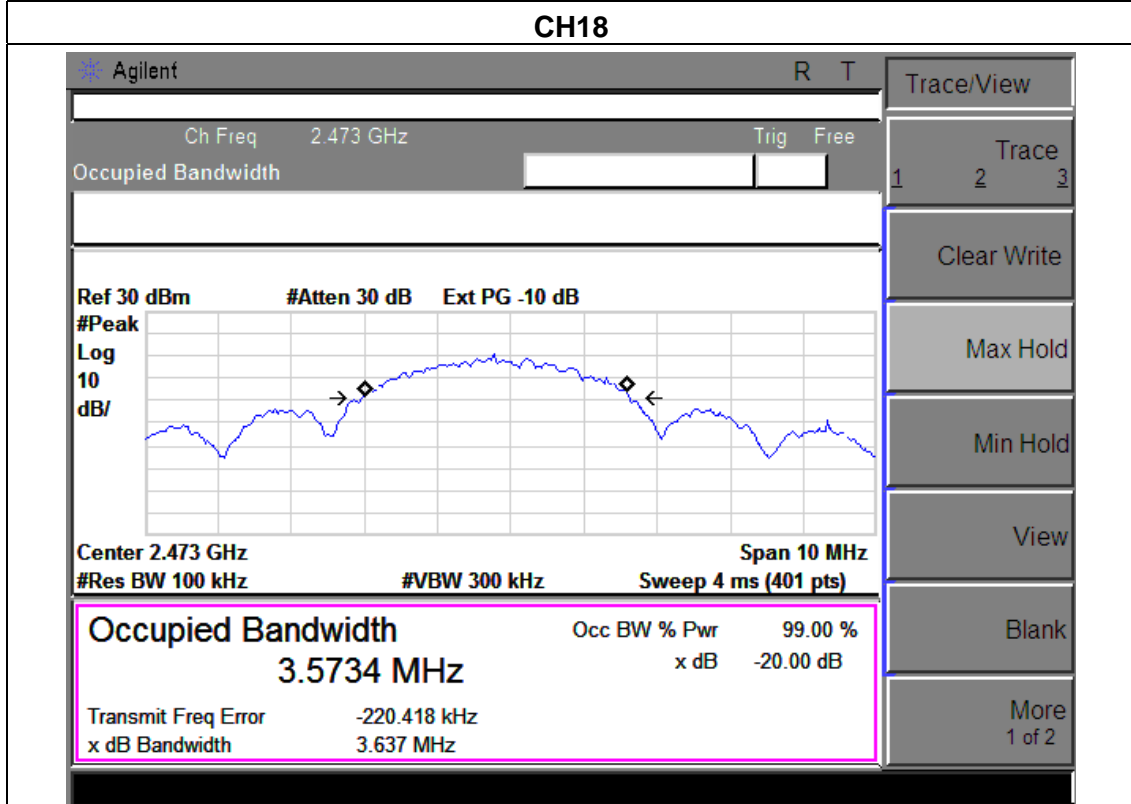 CH18
Agilent R T
Ch Freq 2.473 GHz Trig Free
Occupied Bandwidth
Ref 30 dBm #Atten 30 dB Ext PG -10 dB
#Peak
Log
10
dB/
Center 2.473 GHz Span 10 MHz
#Res BW 100 kHz #VBW 300 kHz Sweep 4 ms (401 pts)
Occupied Bandwidth Occ BW % Pwr 99.00 %
3.5734 MHz x dB -20.00 dB
Transmit Freq Error -220.418 kHz
x dB Bandwidth 3.637 MHz
Trace/View
Trace
1 2 3
Clear Write
Max Hold
Min Hold
View
Blank
More
1 of 2